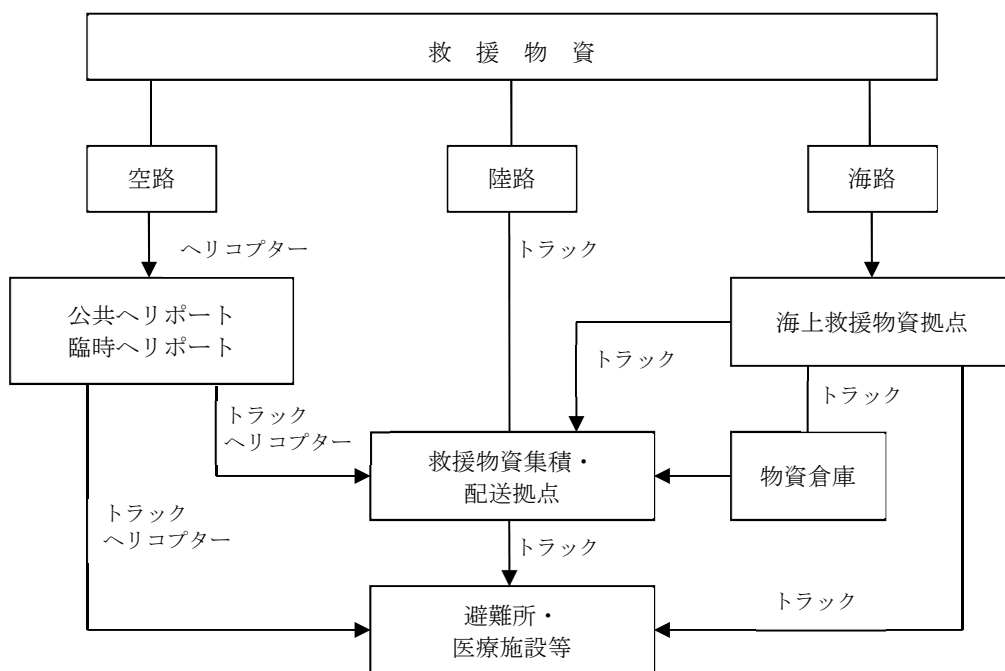 救　援　物　資
空路
陸路
海路
ヘリコプター
トラック
公共ヘリポート
臨時ヘリポート
海上救援物資拠点
トラック
トラック
トラック
ヘリコプター
救援物資集積・
配送拠点
物資倉庫
トラック
ヘリコプター
トラック
避難所・
医療施設等
トラック